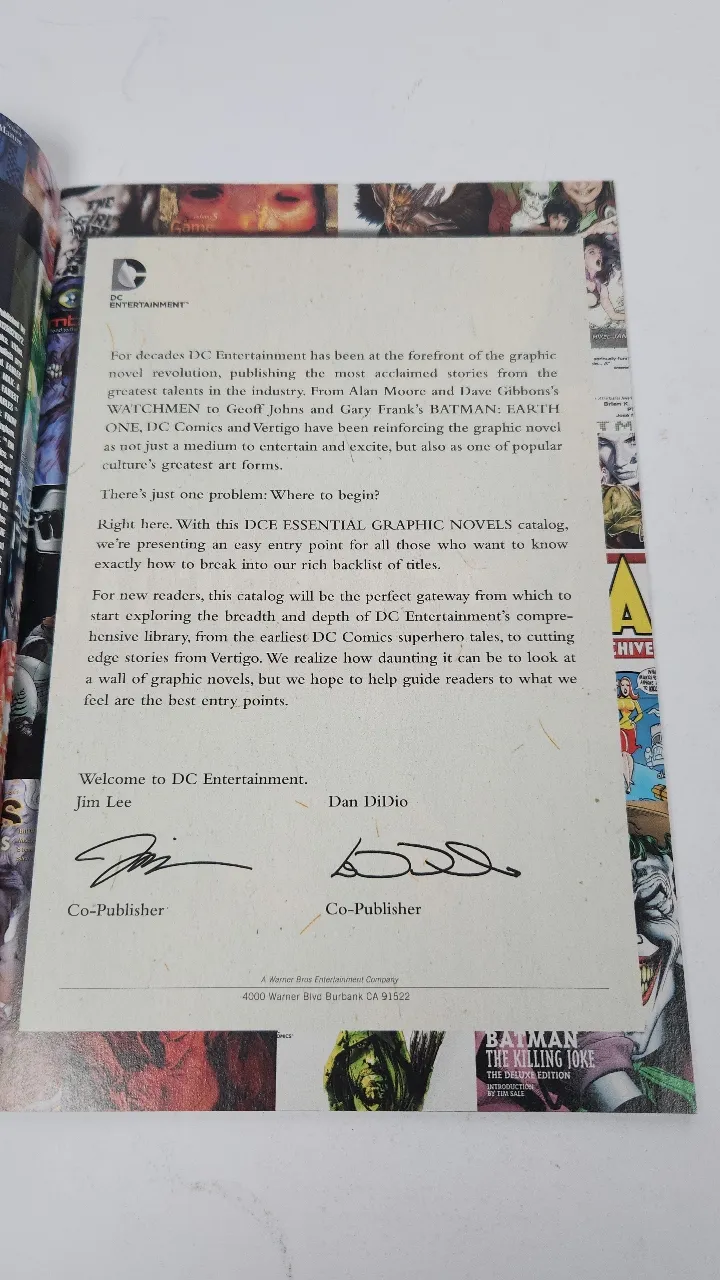 DC
ENTERTAINMENT™
For decades DC Entertainment has been at the forefront of the graphic
novel revolution, publishing the most acclaimed stories from the
greatest talents in the industry. From Alan Moore and Dave Gibbons's
WATCHMEN to Geoff Johns and Gary Frank's BATMAN: EARTH
ONE, DC Comics and Vertigo have been reinforcing the graphic novel
as not just a medium to entertain and excite, but also as one of popular
culture's greatest art forms.
There's just one problem: Where to begin?
Right here. With this DCE ESSENTIAL GRAPHIC NOVELS catalog,
we're presenting an easy entry point for all those who want to know
exactly how to break into our rich backlist of titles.
For new readers, this catalog will be the perfect gateway from which to
start exploring the breadth and depth of DC Entertainment's compre-
hensive library, from the earliest DC Comics superhero tales, to cutting
edge stories from Vertigo. We realize how daunting it can be to look at
a wall of graphic novels, but we hope to help guide readers to what we
feel are the best entry points.
Welcome to DC Entertainment.
Jim Lee Dan DiDio
Co-Publisher Co-Publisher
A Warner Bros Entertainment Company
4000 Warner Blvd Burbank CA 91522
BATMAN
THE KILLING JOKE
THE DELUXE EDITION
INTRODUCTION
BY TIM SALE